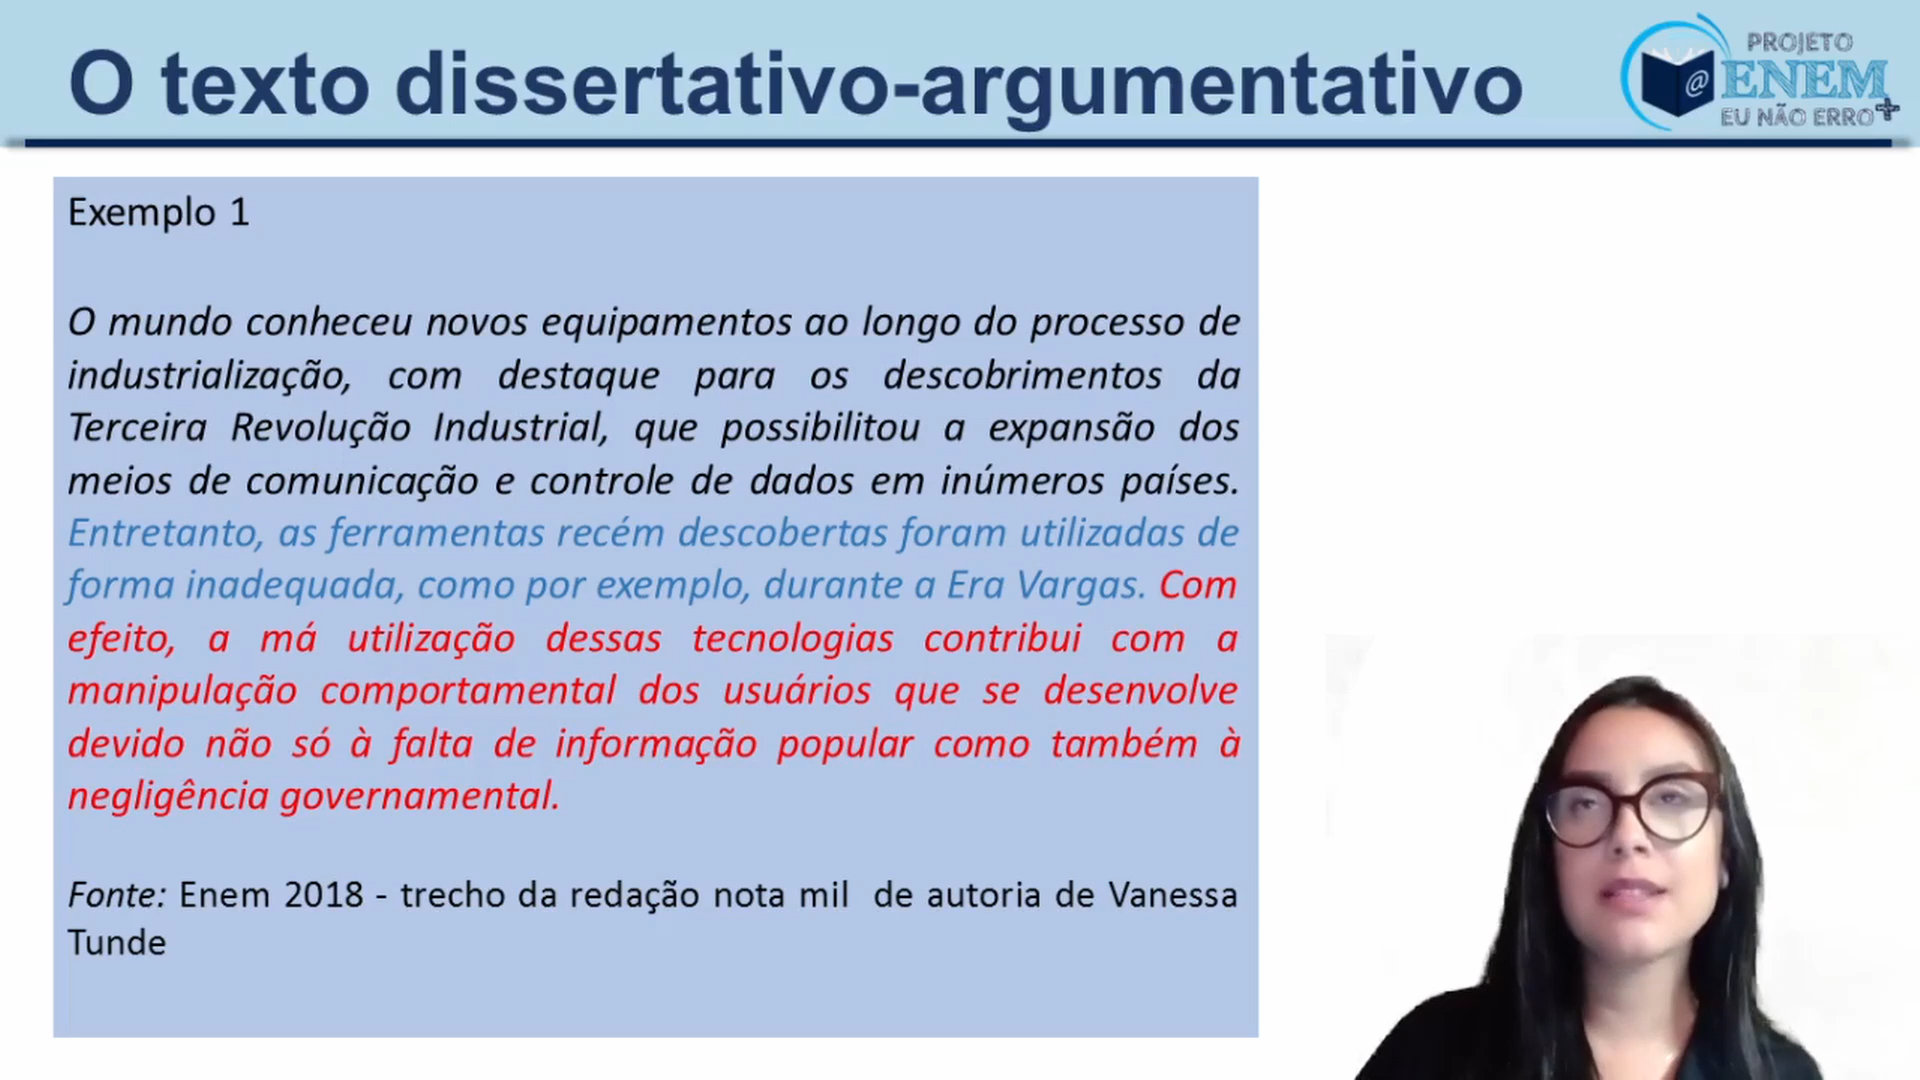 O texto dissertativo-argumentativo
PROJETO
@ENEM
EU NÃO ERRO+
Exemplo 1
O mundo conheceu novos equipamentos ao longo do processo de
industrialização, com destaque para os descobrimentos da
Terceira Revolução Industrial, que possibilitou a expansão dos
meios de comunicação e controle de dados em inúmeros países.
Entretanto, as ferramentas recém descobertas foram utilizadas de
forma inadequada, como por exemplo, durante a Era Vargas. Com
efeito, a má utilização dessas tecnologias contribui com a
manipulação comportamental dos usuários que se desenvolve
devido não só à falta de informação popular como também à
negligência governamental.
Fonte: Enem 2018 - trecho da redação nota mil de autoria de Vanessa
Tunde